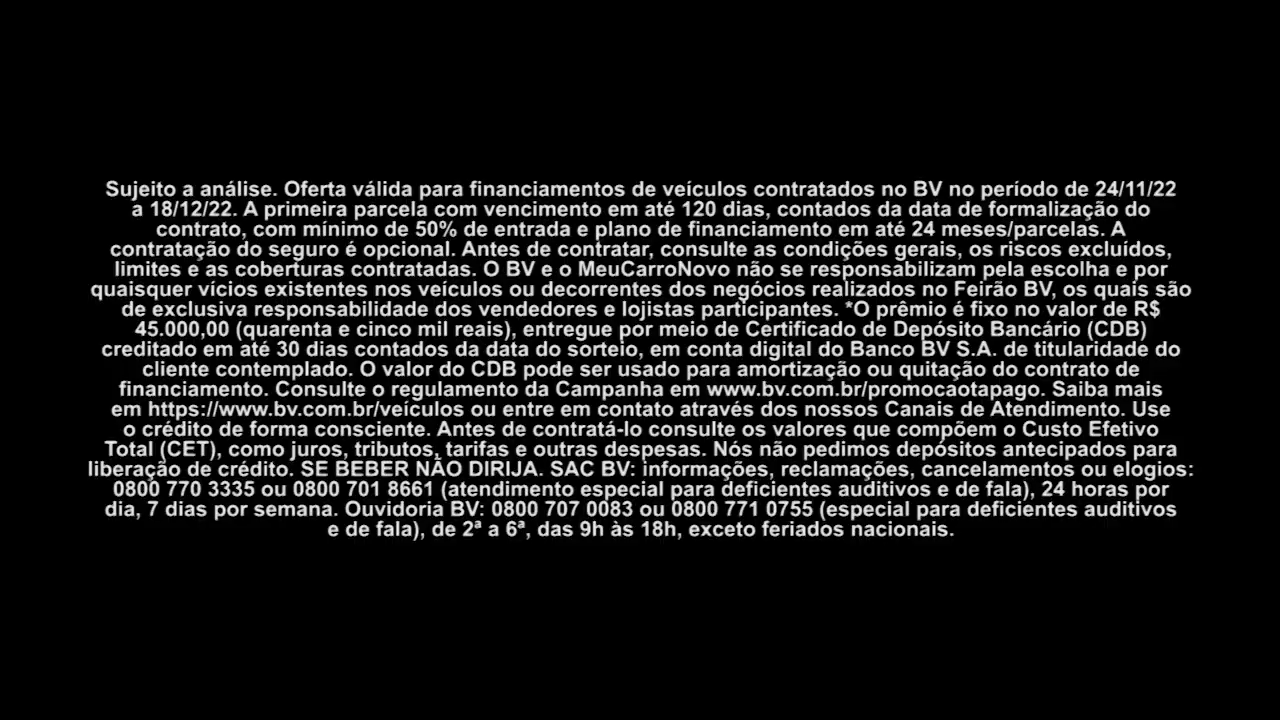 Sujeito a análise. Oferta válida para financiamentos de veículos contratados no BV no período de 24/11/22
a 18/12/22. A primeira parcela com vencimento em até 120 dias, contados da data de formalização do
contrato, com mínimo de 50% de entrada e plano de financiamento em até 24 meses/parcelas. A
contratação do seguro é opcional. Antes de contratar, consulte as condições gerais, os riscos excluídos,
limites e as coberturas contratadas. O BV e o MeuCarroNovo não se responsabilizam pela escolha e por
quaisquer vícios existentes nos veículos ou decorrentes dos negócios realizados no Feirão BV, os quais são
de exclusiva responsabilidade dos vendedores e lojistas participantes. *O prêmio é fixo no valor de R$
45.000,00 (quarenta e cinco mil reais), entregue por meio de Certificado de Depósito Bancário (CDB)
creditado em até 30 dias contados da data do sorteio, em conta digital do Banco BV S.A. de titularidade do
cliente contemplado. O valor do CDB pode ser usado para amortização ou quitação do contrato de
financiamento. Consulte o regulamento da Campanha em www.bv.com.br/promocaotapago. Saiba mais
em https://www.bv.com.br/veículos ou entre em contato através dos nossos Canais de Atendimento. Use
o crédito de forma consciente. Antes de contratá-lo consulte os valores que compõem o Custo Efetivo
Total (CET), como juros, tributos, tarifas e outras despesas. Nós não pedimos depósitos antecipados para
liberação de crédito. SE BEBER NÃO DIRIJA. SAC BV: informações, reclamações, cancelamentos ou elogios:
0800 770 3335 ou 0800 701 8661 (atendimento especial para deficientes auditivos e de fala), 24 horas por
dia, 7 dias por semana. Ouvidoria BV: 0800 707 0083 ou 0800 771 0755 (especial para deficientes auditivos
e de fala), de 2ª a 6ª, das 9h às 18h, exceto feriados nacionais.